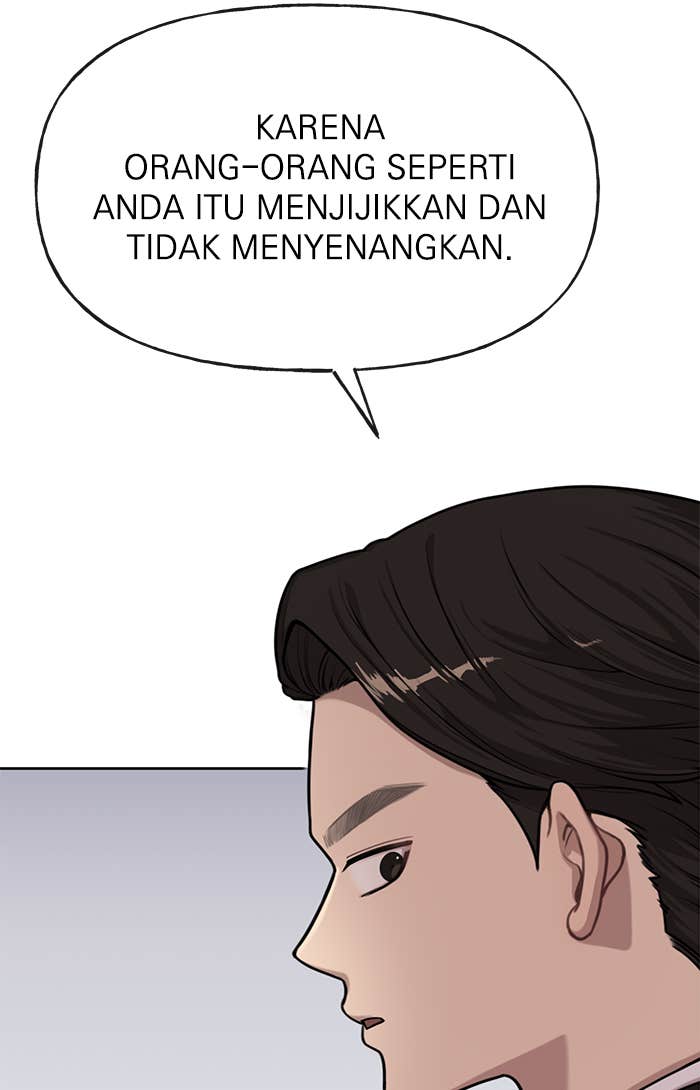 KARENA
ORANG-ORANG SEPERTI
ANDA ITU MENJIJIKKAN DAN
TIDAK MENYENANGKAN.